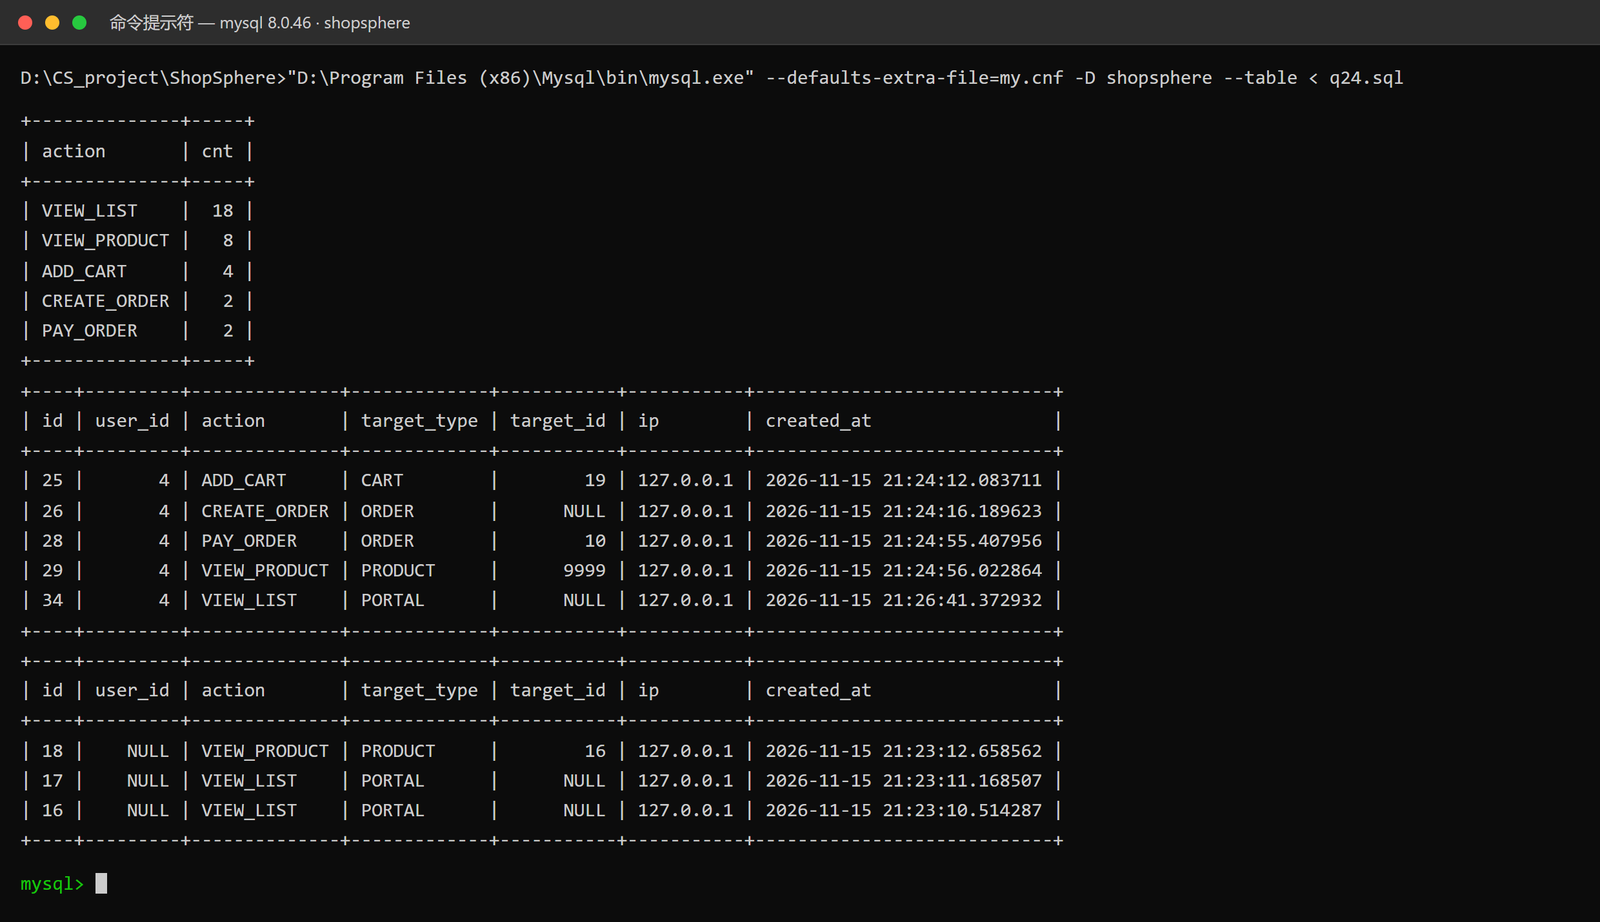 命令提示符 — mysql 8.0.46 · shopsphere
D:\CS_project\ShopSphere>"D:\Program Files (x86)\Mysql\bin\mysql.exe" --defaults-extra-file=my.cnf -D shopsphere --table < q24.sql
+--------------+-----+
| action       | cnt |
+--------------+-----+
| VIEW_LIST    |  18 |
| VIEW_PRODUCT |   8 |
| ADD_CART     |   4 |
| CREATE_ORDER |   2 |
| PAY_ORDER    |   2 |
+--------------+-----+
+----+---------+--------------+-------------+-----------+-----------+----------------------------+
| id | user_id | action       | target_type | target_id | ip        | created_at                 |
+----+---------+--------------+-------------+-----------+-----------+----------------------------+
| 25 |       4 | ADD_CART     | CART        |        19 | 127.0.0.1 | 2026-11-15 21:24:12.083711 |
| 26 |       4 | CREATE_ORDER | ORDER       |      NULL | 127.0.0.1 | 2026-11-15 21:24:16.189623 |
| 28 |       4 | PAY_ORDER    | ORDER       |        10 | 127.0.0.1 | 2026-11-15 21:24:55.407956 |
| 29 |       4 | VIEW_PRODUCT | PRODUCT     |      9999 | 127.0.0.1 | 2026-11-15 21:24:56.022864 |
| 34 |       4 | VIEW_LIST    | PORTAL      |      NULL | 127.0.0.1 | 2026-11-15 21:26:41.372932 |
+----+---------+--------------+-------------+-----------+-----------+----------------------------+
+----+---------+--------------+-------------+-----------+-----------+----------------------------+
| id | user_id | action       | target_type | target_id | ip        | created_at                 |
+----+---------+--------------+-------------+-----------+-----------+----------------------------+
| 18 |    NULL | VIEW_PRODUCT | PRODUCT     |        16 | 127.0.0.1 | 2026-11-15 21:23:12.658562 |
| 17 |    NULL | VIEW_LIST    | PORTAL      |      NULL | 127.0.0.1 | 2026-11-15 21:23:11.168507 |
| 16 |    NULL | VIEW_LIST    | PORTAL      |      NULL | 127.0.0.1 | 2026-11-15 21:23:10.514287 |
+----+---------+--------------+-------------+-----------+-----------+----------------------------+
mysql>